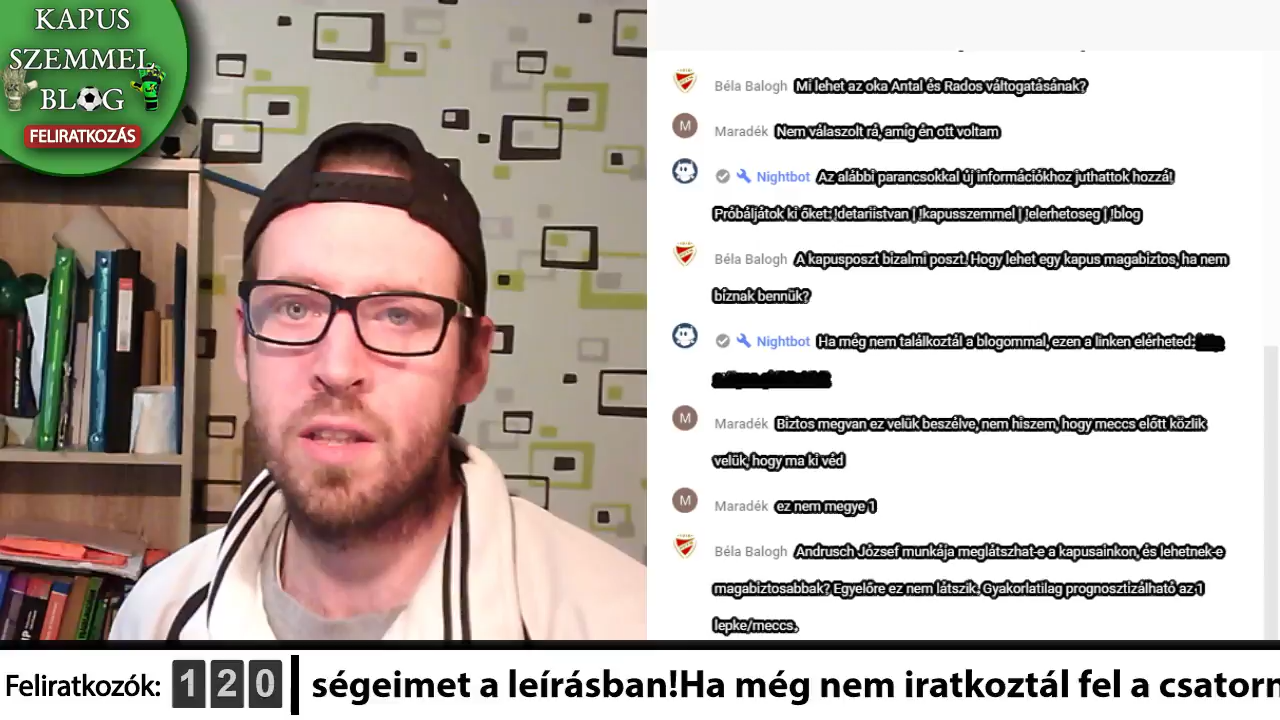 KAPUS
SZEMMEL
BLOG
FELIRATKOZÁS
Béla Balogh Mi lehet az oka Antal és Rados váltogatásának?
M Maradék Nem válaszolt rá, amíg én ott voltam
Nightbot Az alábbi parancsokkal új információkhoz juthattok hozzá!
Próbáljátok ki őket: !detariistvan | !kapusszemmel | !elerhetoseg | !blog
Béla Balogh A kapusposzt bizalmi poszt. Hogy lehet egy kapus magabiztos, ha nem
bíznak bennük?
Nightbot Ha még nem találkoztál a blogommal, ezen a linken elérheted:
M Maradék Biztos megvan ez velük beszélve, nem hiszem, hogy meccs előtt közlik
velük, hogy ma ki véd
M Maradék ez nem megye 1
Béla Balogh Andrusch József munkája meglátszhat-e a kapusainkon, és lehetnek-e
magabiztosabbak? Egyelőre ez nem látszik. Gyakorlatilag prognosztizálható az 1
lepke/meccs.
Feliratkozók: 120 ségeimet a leírásban!Ha még nem iratkoztál fel a csatorn